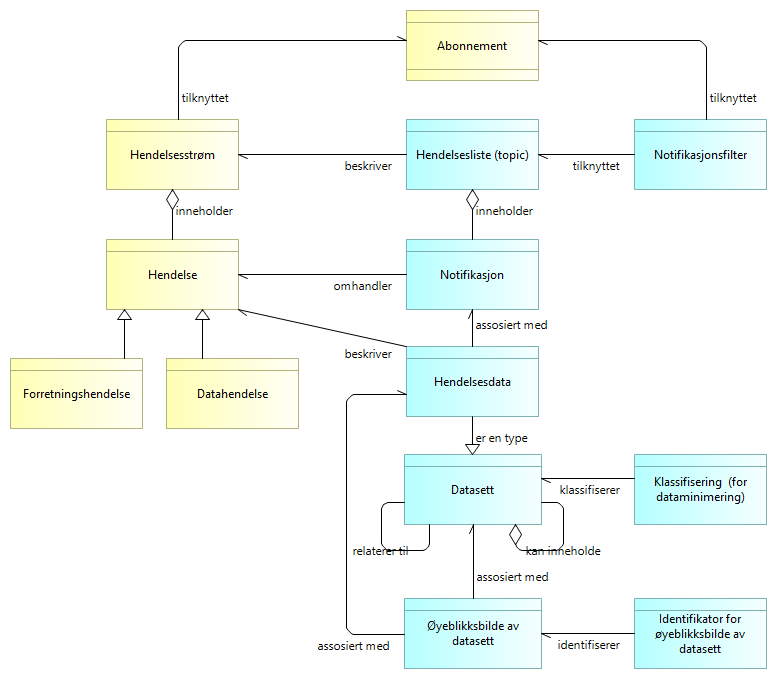 Abonnement
tilknyttet
tilknyttet
Hendelsesstrøm
Hendelsesliste (topic)
Notifikasjonsfilter
beskriver
tilknyttet
inneholder
inneholder
Hendelse
Notifikasjon
omhandler
assosiert med
beskriver
Forretningshendelse
Datahendelse
Hendelsesdata
er en type
Datasett
Klassifisering (for
dataminimering)
klassifiserer
relaterer til
kan inneholde
assosiert med
Øyeblikksbilde av
datasett
Identifikator for
øyeblikksbilde av
datasett
assosiert med
identifiserer